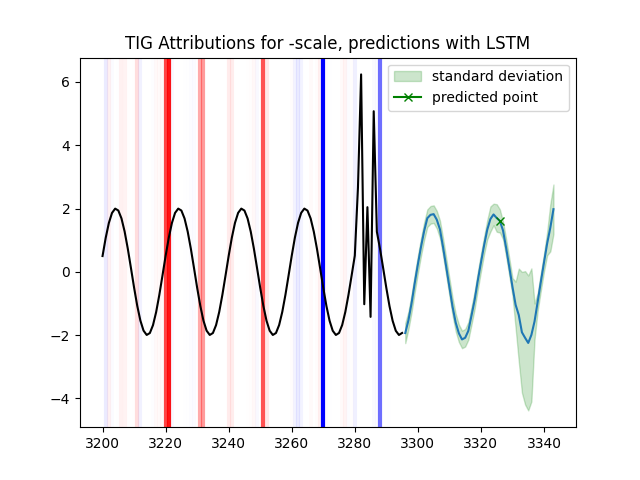 TIG Attributions for -scale, predictions with LSTM
standard deviation
predicted point
6
4
2
0
−2
−4
3200 3220 3240 3260 3280 3300 3320 3340